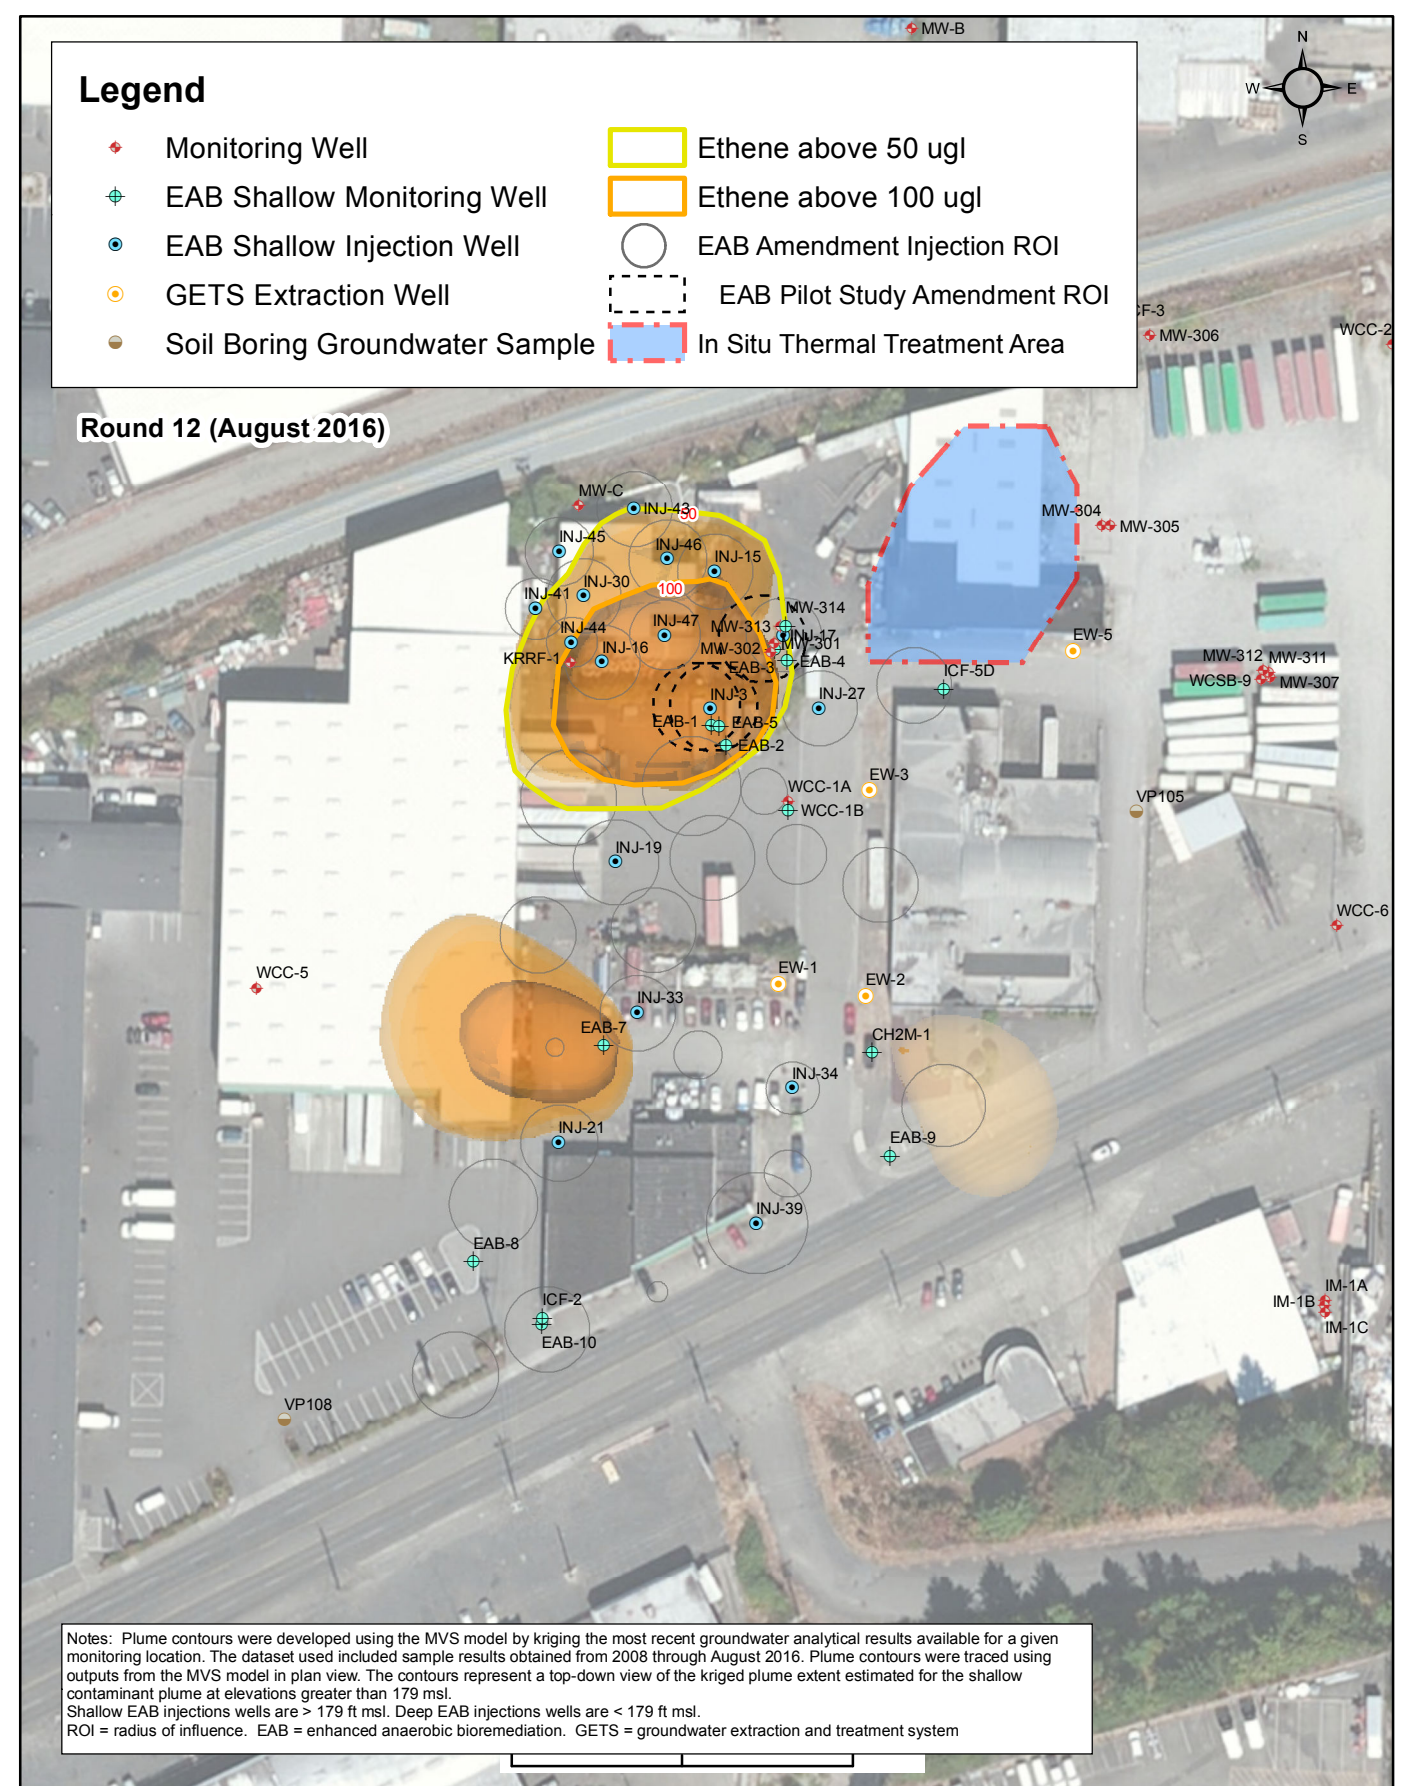 MW-B
Legend
Monitoring Well
EAB Shallow Monitoring Well
EAB Shallow Injection Well
GETS Extraction Well
Soil Boring Groundwater Sample
Ethene above 50 ugl
Ethene above 100 ugl
EAB Amendment Injection ROI
EAB Pilot Study Amendment ROI
In Situ Thermal Treatment Area
N
W
E
S
CF-3
MW-306
WCC-2
Round 12 (August 2016)
MW-C
INJ-43
50
INJ-45
INJ-46
INJ-15
MW-304
MW-305
INJ-30
100
INJ-41
MW-314
INJ-44
INJ-47
MW-313
INJ-17
KRRF-1
INJ-16
MW-302
MW-301
EAB-3
EAB-4
EW-5
ICF-5D
MW-312
MW-311
WCSB-9
MW-307
INJ-3
INJ-27
EAB-1
EAB-5
EAB-2
EW-3
WCC-1A
WCC-1B
VP105
INJ-19
WCC-6
WCC-5
EW-1
EW-2
INJ-33
EAB-7
CH2M-1
INJ-34
INJ-21
EAB-9
INJ-39
EAB-8
ICF-2
EAB-10
IM-1A
IM-1B
IM-1C
VP108
Notes: Plume contours were developed using the MVS model by kriging the most recent groundwater analytical results available for a given
monitoring location. The dataset used included sample results obtained from 2008 through August 2016. Plume contours were traced using
outputs from the MVS model in plan view. The contours represent a top-down view of the kriged plume extent estimated for the shallow
contaminant plume at elevations greater than 179 msl.
Shallow EAB injections wells are > 179 ft msl. Deep EAB injections wells are < 179 ft msl.
ROI = radius of influence. EAB = enhanced anaerobic bioremediation. GETS = groundwater extraction and treatment system